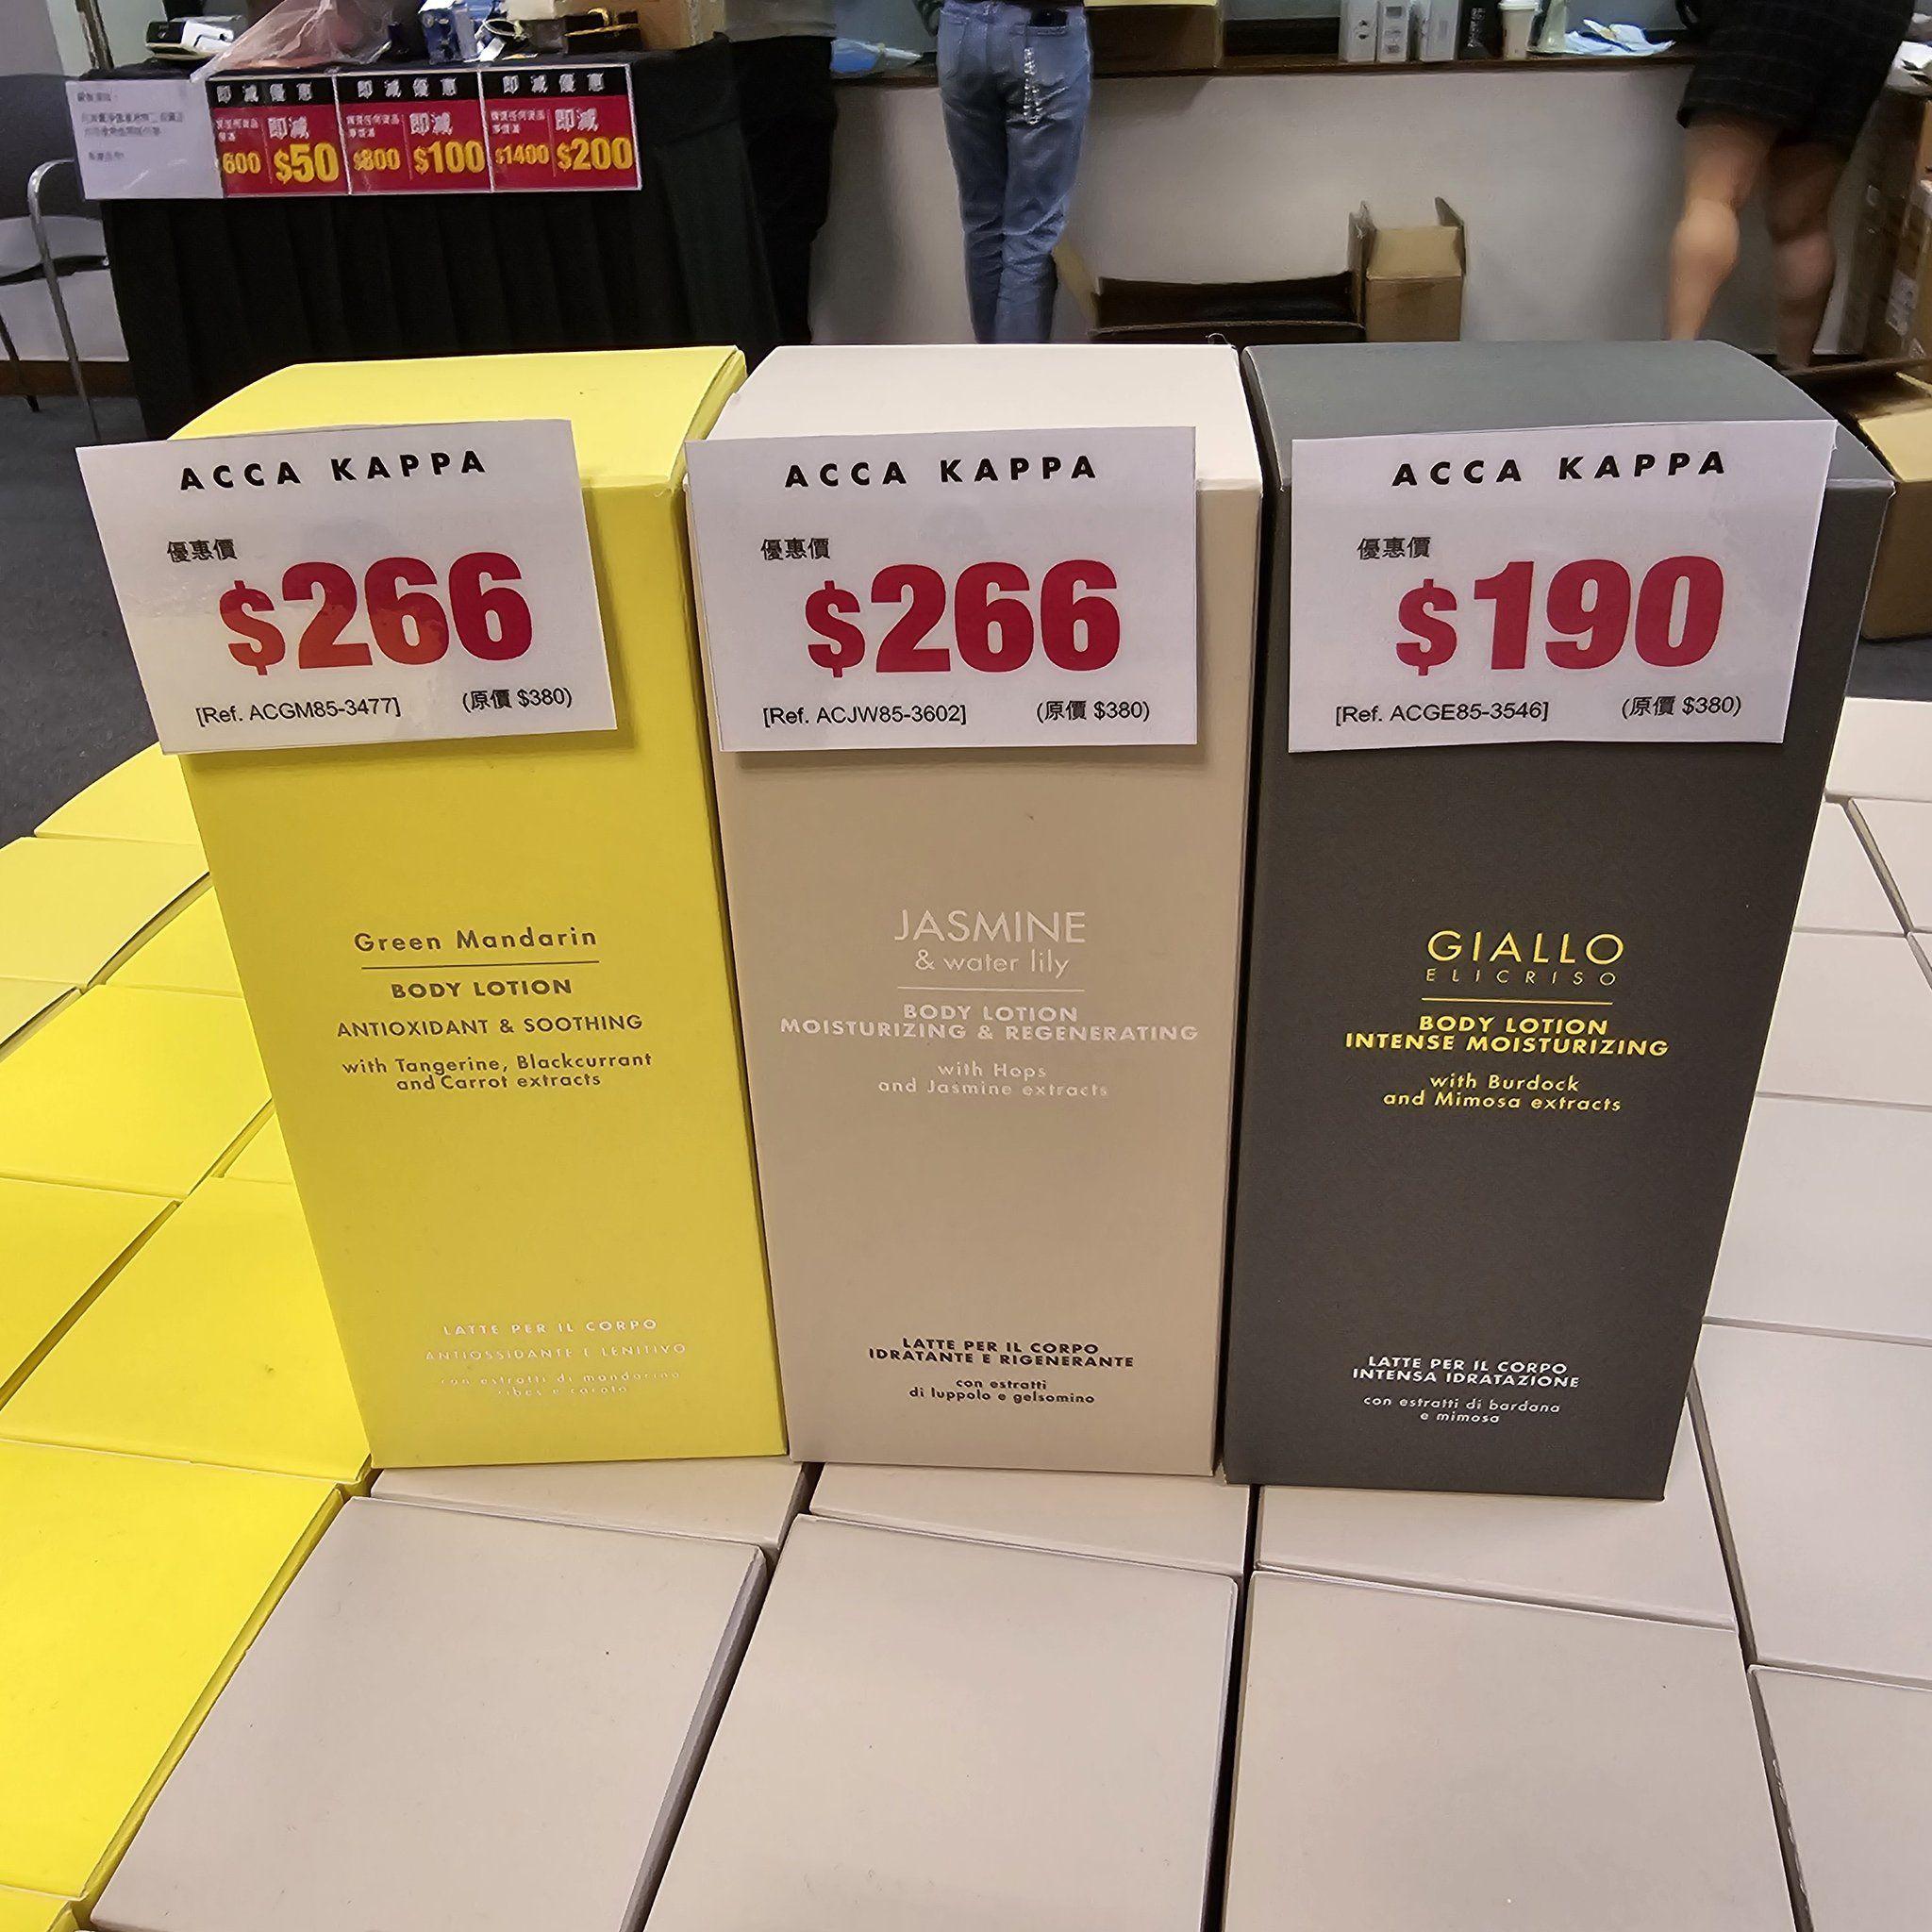 即減優惠
即減
600 $50
即減優惠
即減
$800 $100
即減優惠
即減
$1400 $200
ACCA KAPPA
優惠價
$266
[Ref. ACGM85-3477] (原價 $380)
Green Mandarin
BODY LOTION
ANTIOXIDANT & SOOTHING
with Tangerine, Blackcurrant
and Carrot extracts
LATTE PER IL CORPO
ANTIOSSIDANTE E LENITIVO
con estratti di mandarino
ribes e carota
ACCA KAPPA
優惠價
$266
[Ref. ACJW85-3602] (原價 $380)
JASMINE
& water lily
BODY LOTION
MOISTURIZING & REGENERATING
with Hops
and Jasmine extracts
LATTE PER IL CORPO
IDRATANTE E RIGENERANTE
con estratti
di luppolo e gelsomino
ACCA KAPPA
優惠價
$190
[Ref. ACGE85-3546] (原價 $380)
GIALLO
ELICRISO
BODY LOTION
INTENSE MOISTURIZING
with Burdock
and Mimosa extracts
LATTE PER IL CORPO
INTENSA IDRATAZIONE
con estratti di bardana
e mimosa